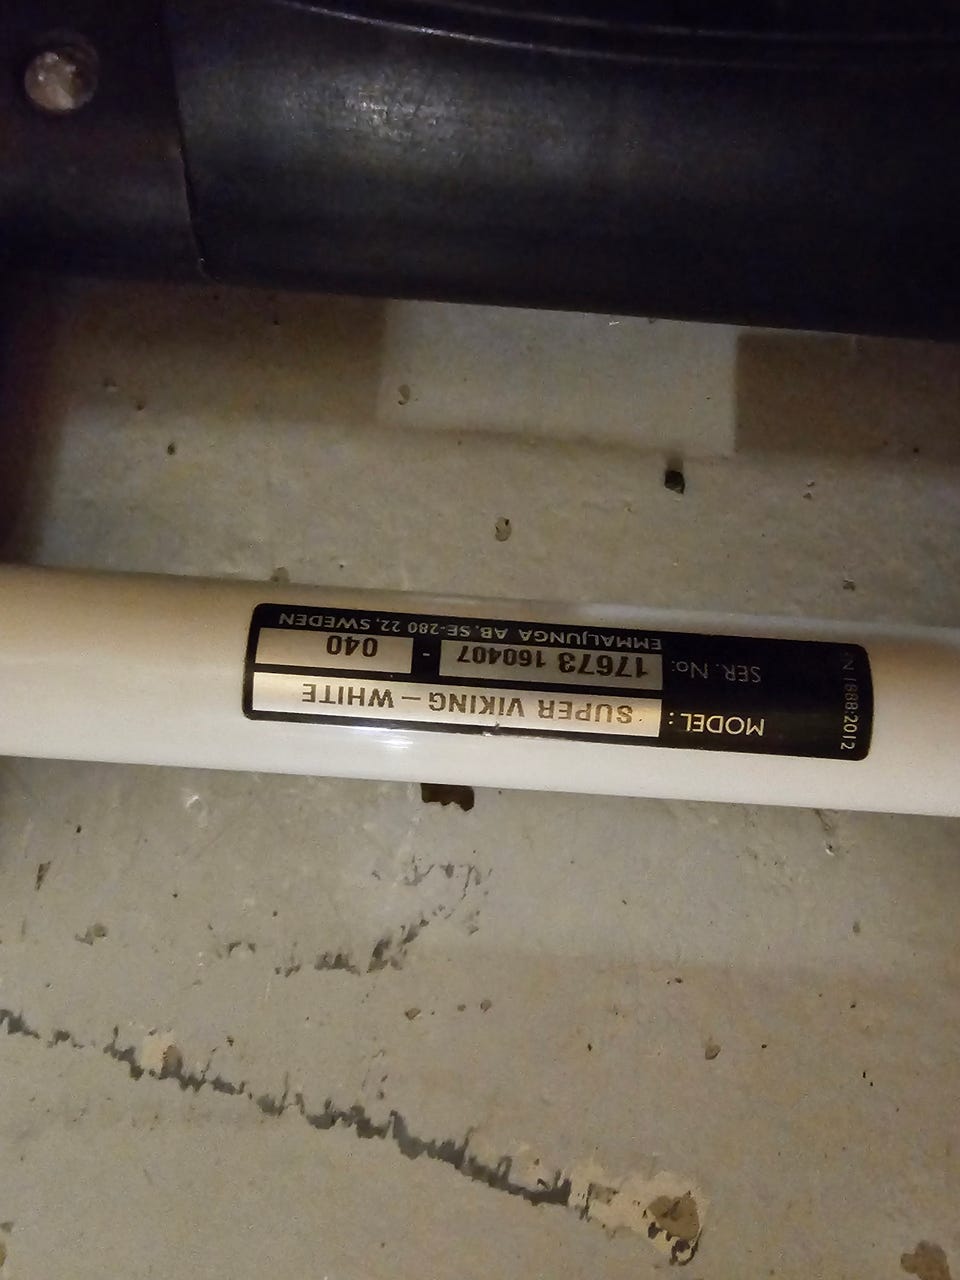 MODEL: SUPER VIKING – WHITE
SER. No: 17673 160407 - 040
EMMALJUNGA AB, SE-280 22, SWEDEN
N 1888:2012